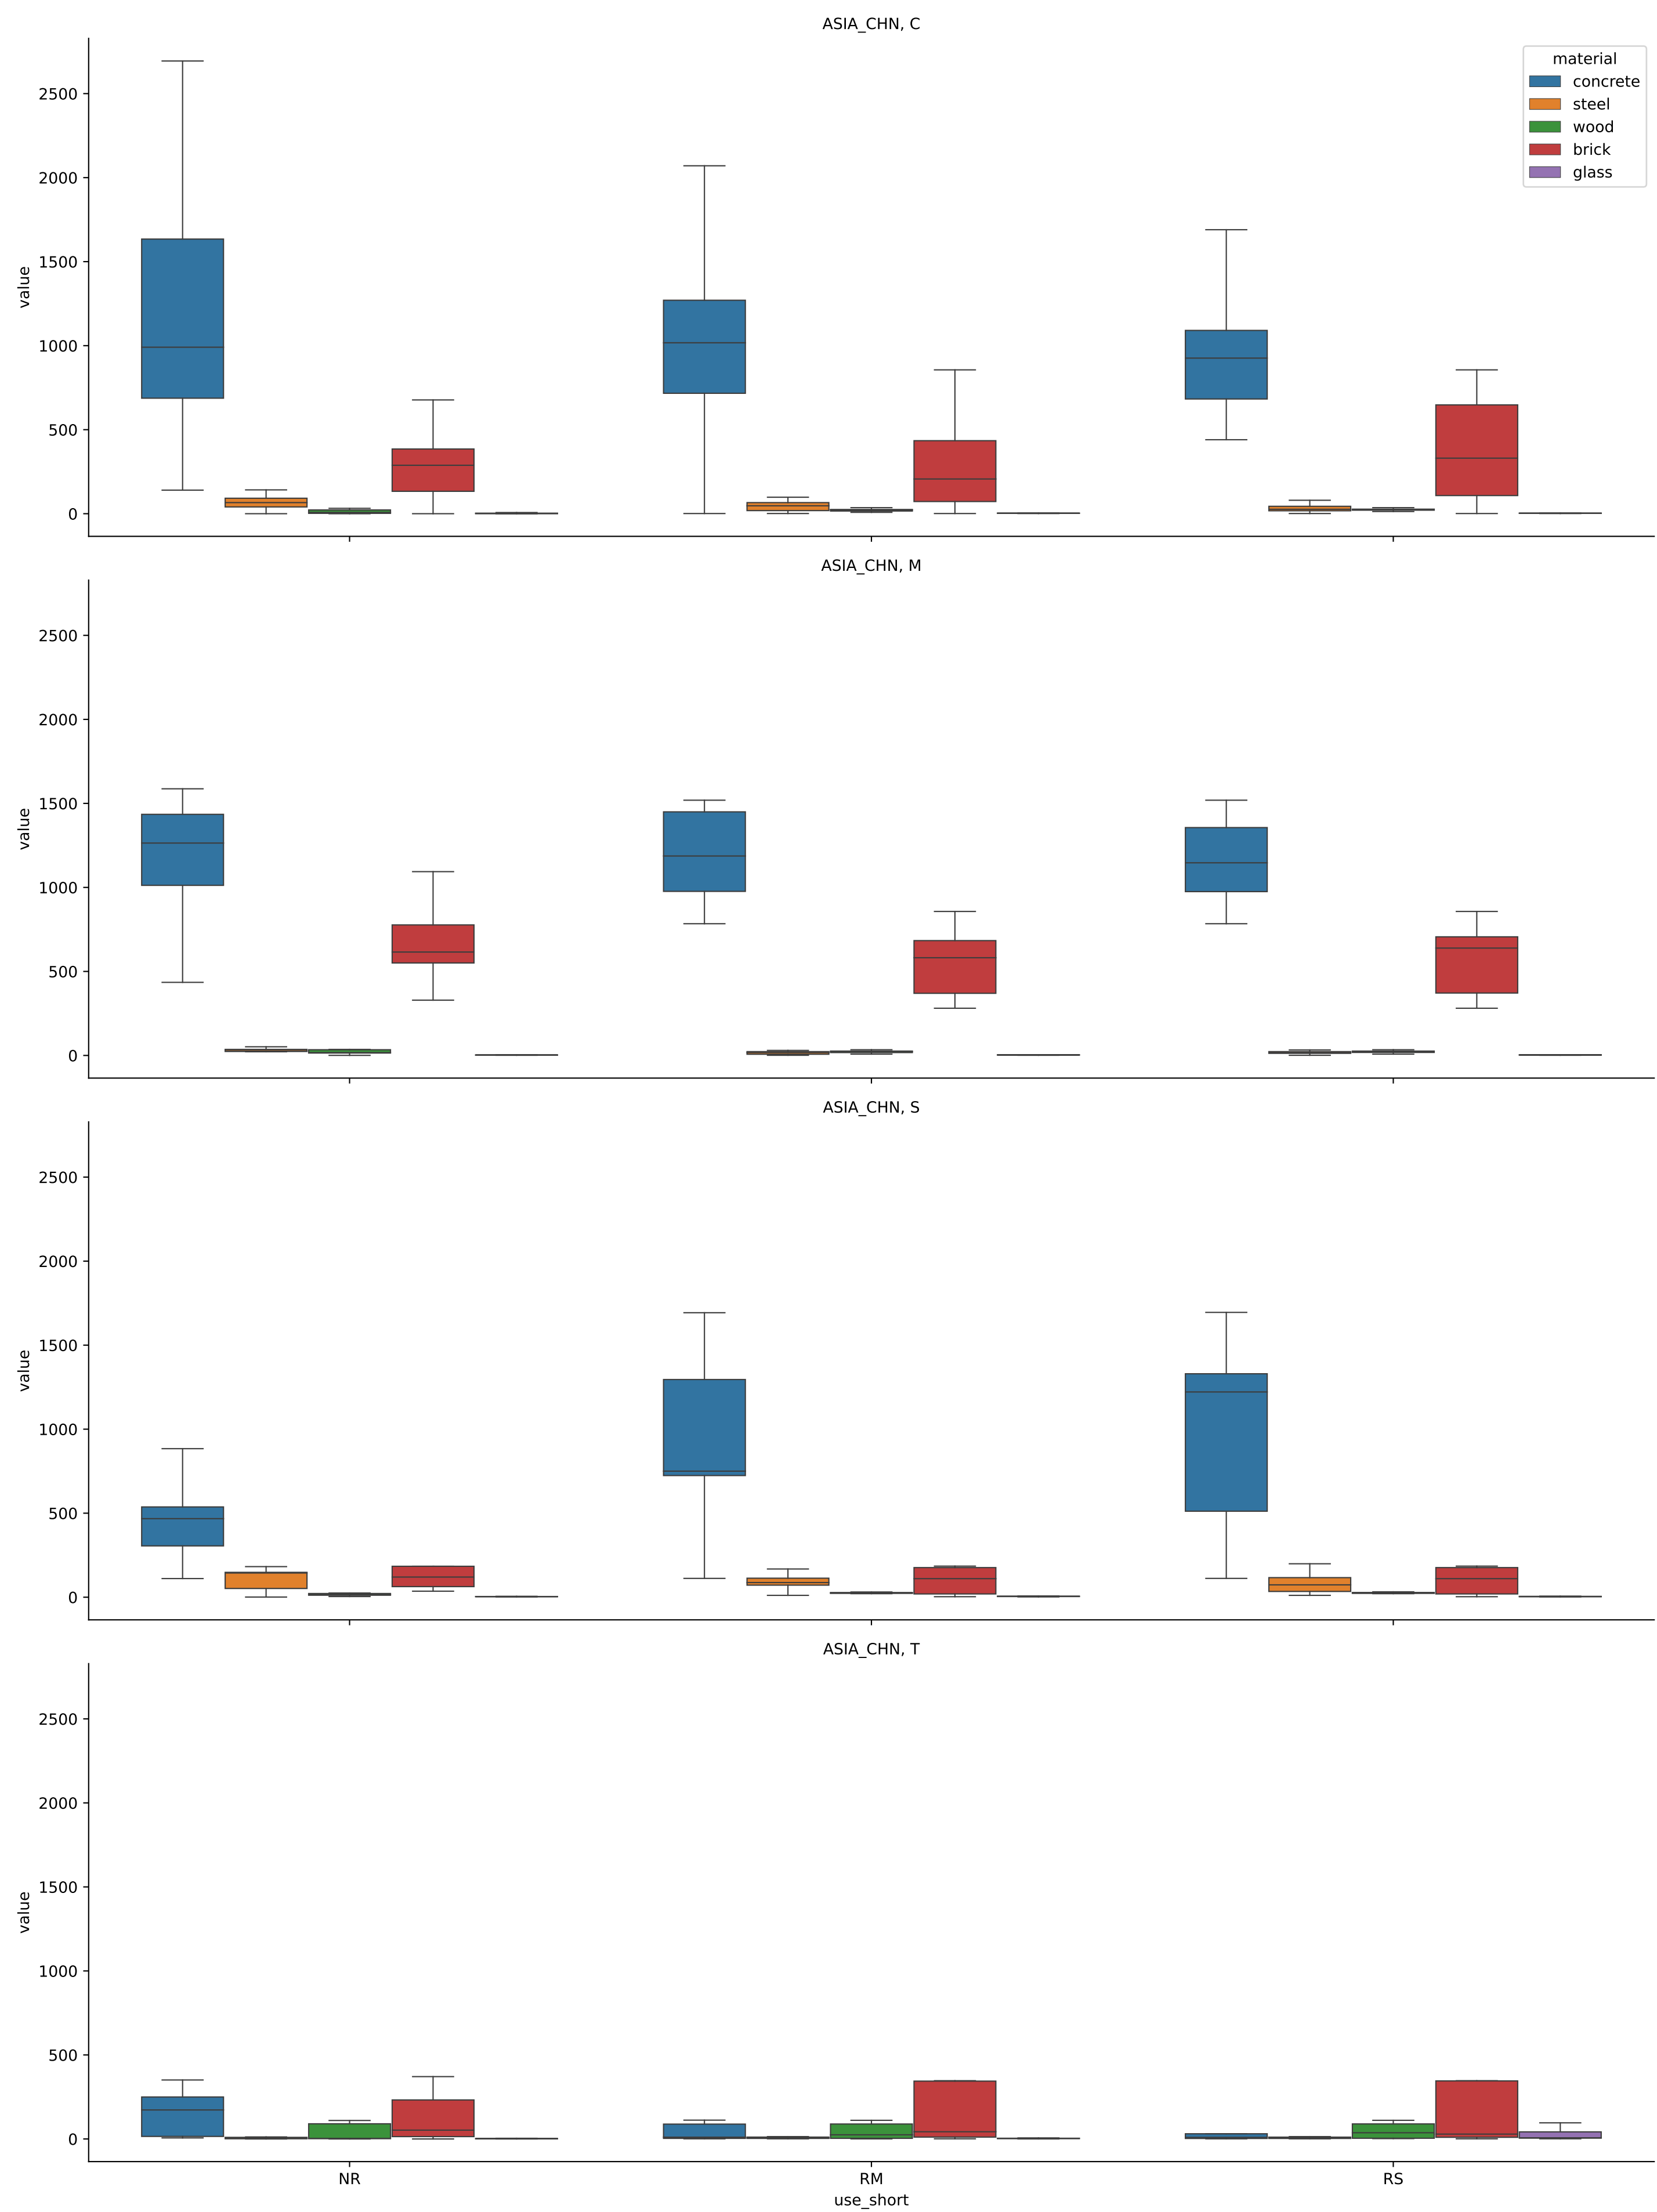 ASIA_CHN, C
material
concrete
steel
wood
brick
glass
2500
2000
1500
1000
500
0
value
ASIA_CHN, M
2500
2000
1500
1000
500
0
value
ASIA_CHN, S
2500
2000
1500
1000
500
0
value
ASIA_CHN, T
2500
2000
1500
1000
500
0
value
NR RM RS
use_short